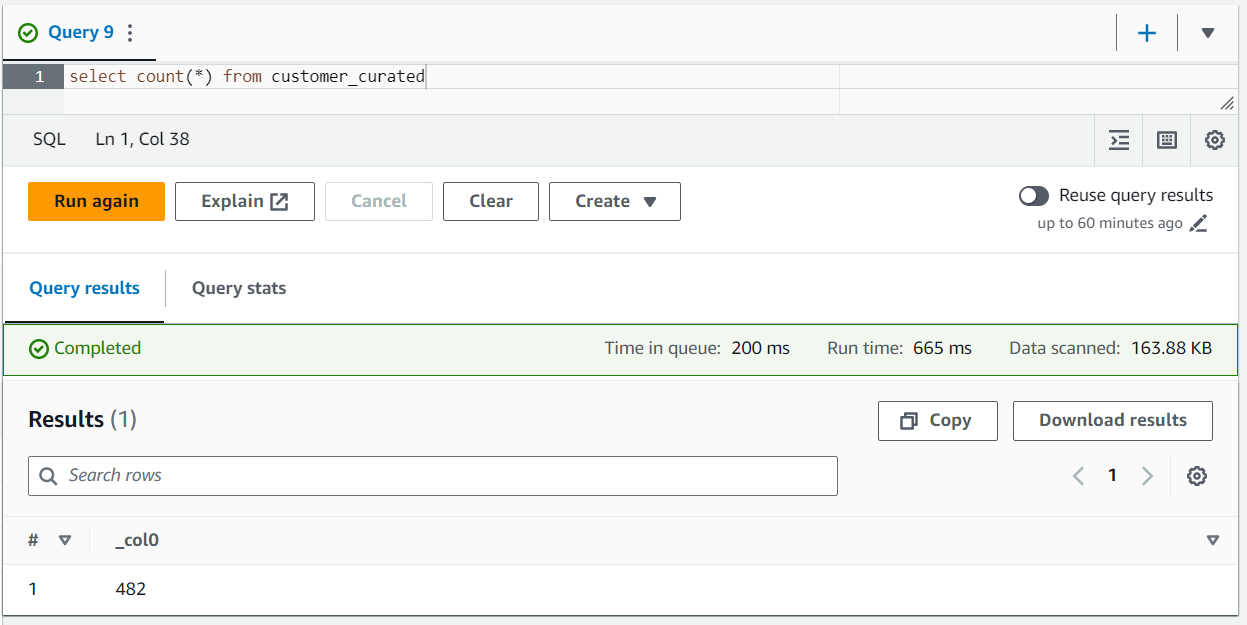 Query 9
1 select count(*) from customer_curated
SQL Ln 1, Col 38
Run again Explain Cancel Clear Create Reuse query results
up to 60 minutes ago
Query results Query stats
Completed Time in queue: 200 ms Run time: 665 ms Data scanned: 163.88 KB
Results (1) Copy Download results
Search rows 1
# _col0
1 482